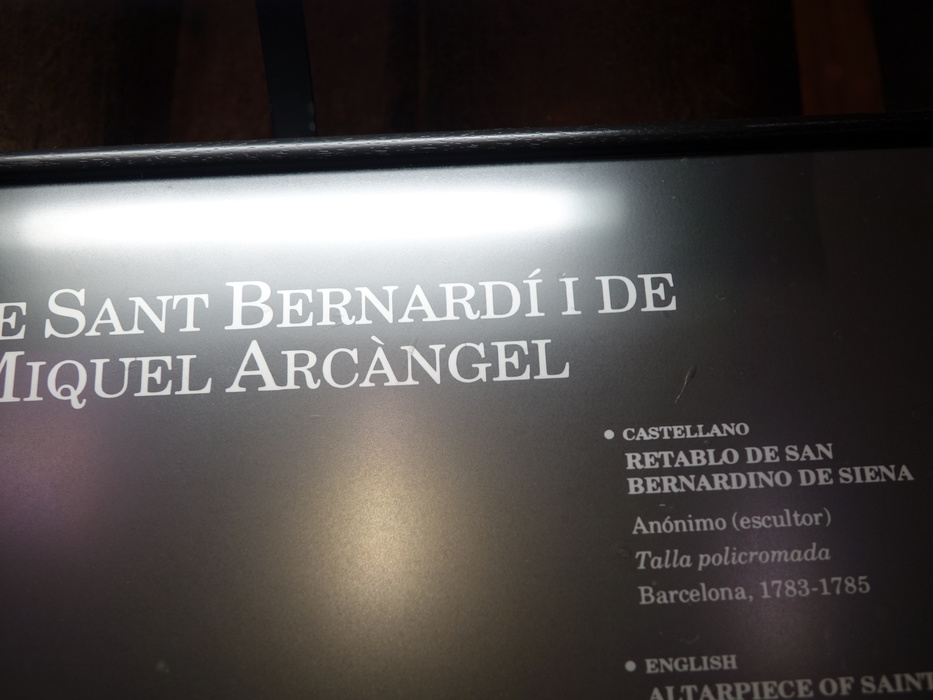 E SANT BERNARDÍ I DE
MIQUEL ARCÀNGEL
• CASTELLANO
RETABLO DE SAN
BERNARDINO DE SIENA
Anónimo (escultor)
Talla policromada
Barcelona, 1783-1785
• ENGLISH
ALTARPIECE OF SAINT